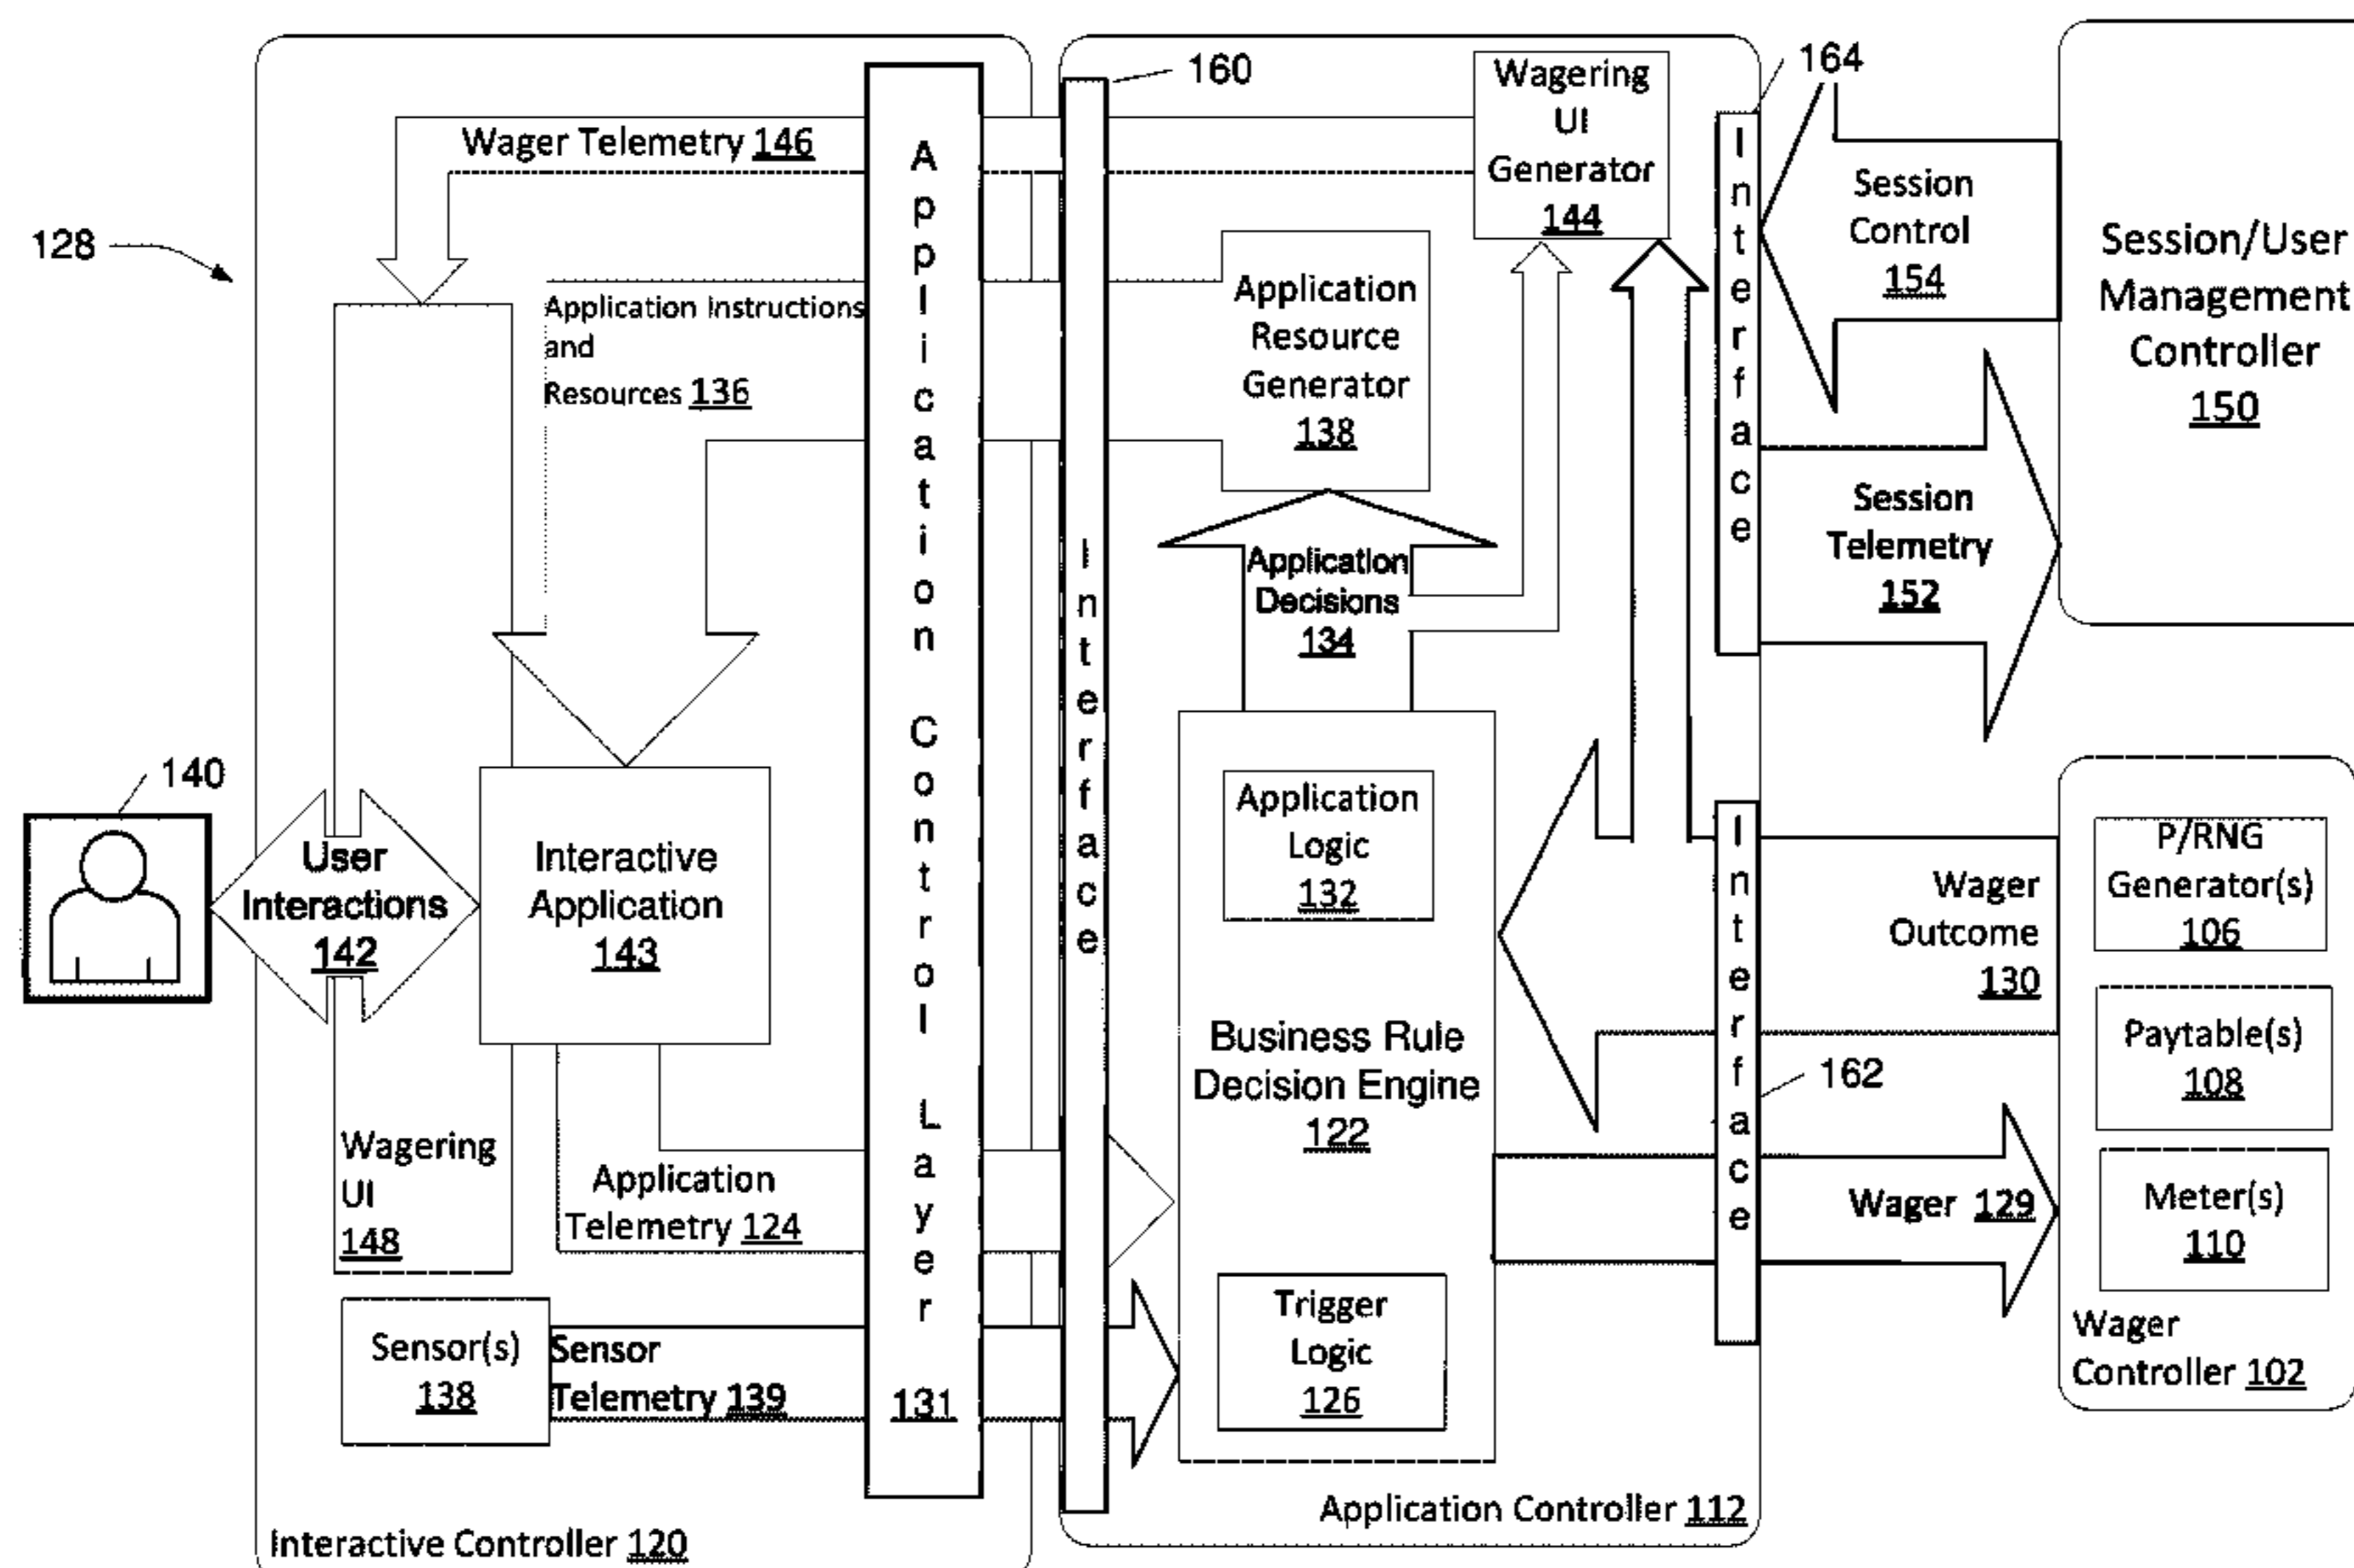 160
164
128
Wager Telemetry 146
Wagering
UI
Generator
144
Session
Control
154
Session/User
Management
Controller
150
Application Instructions
and
Resources 136
Application
Resource
Generator
138
Session
Telemetry
152
Application
Decisions
134
Application Control Layer
131
Interface
Interface
Interface
140
User
Interactions
142
Interactive
Application
143
Application
Logic
132
Business Rule
Decision Engine
122
Wager
Outcome
130
P/RNG
Generator(s)
106
Paytable(s)
108
162
Wagering
UI
148
Application
Telemetry 124
Wager 129
Meter(s)
110
Sensor(s)
138
Sensor
Telemetry 139
Trigger
Logic
126
Wager
Controller 102
Interactive Controller 120
Application Controller 112